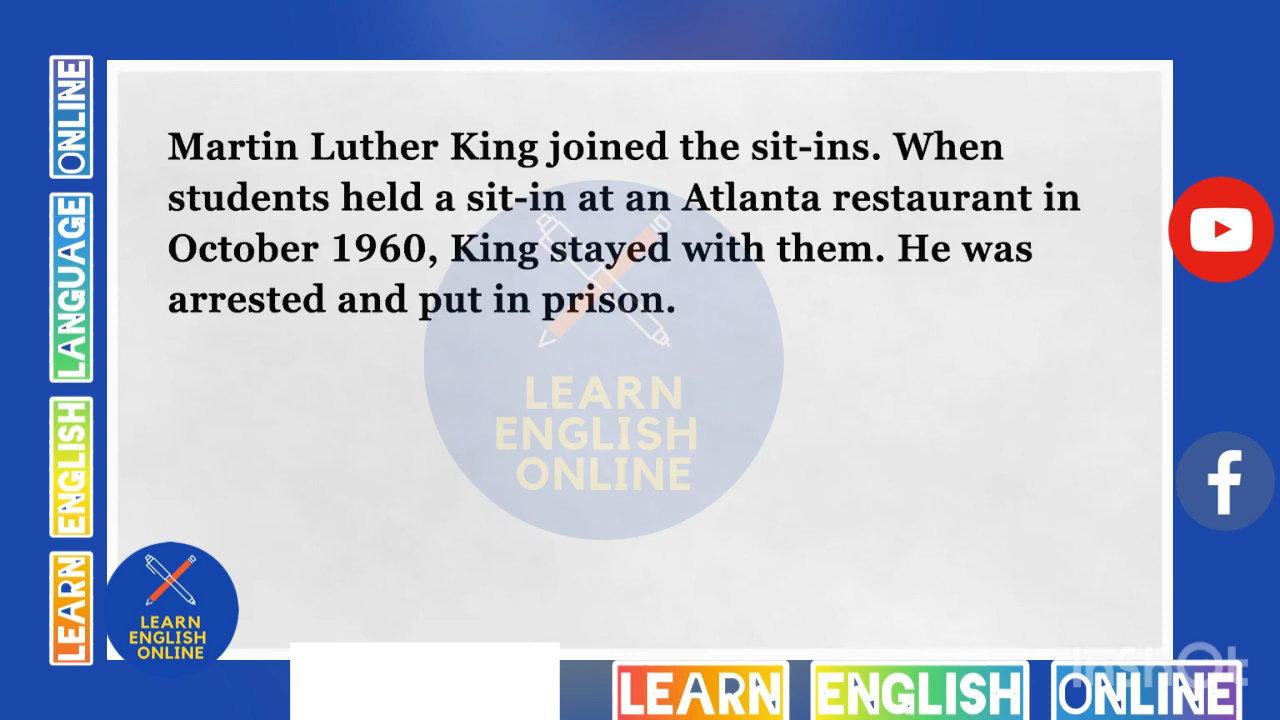 Martin Luther King joined the sit-ins. When
students held a sit-in at an Atlanta restaurant in
October 1960, King stayed with them. He was
arrested and put in prison.
LEARN
ENGLISH
ONLINE
LEARN ENGLISH LANGUAGE ONLINE
LEARN
ENGLISH
ONLINE
LEARN ENGLISH ONLINE
InShOt